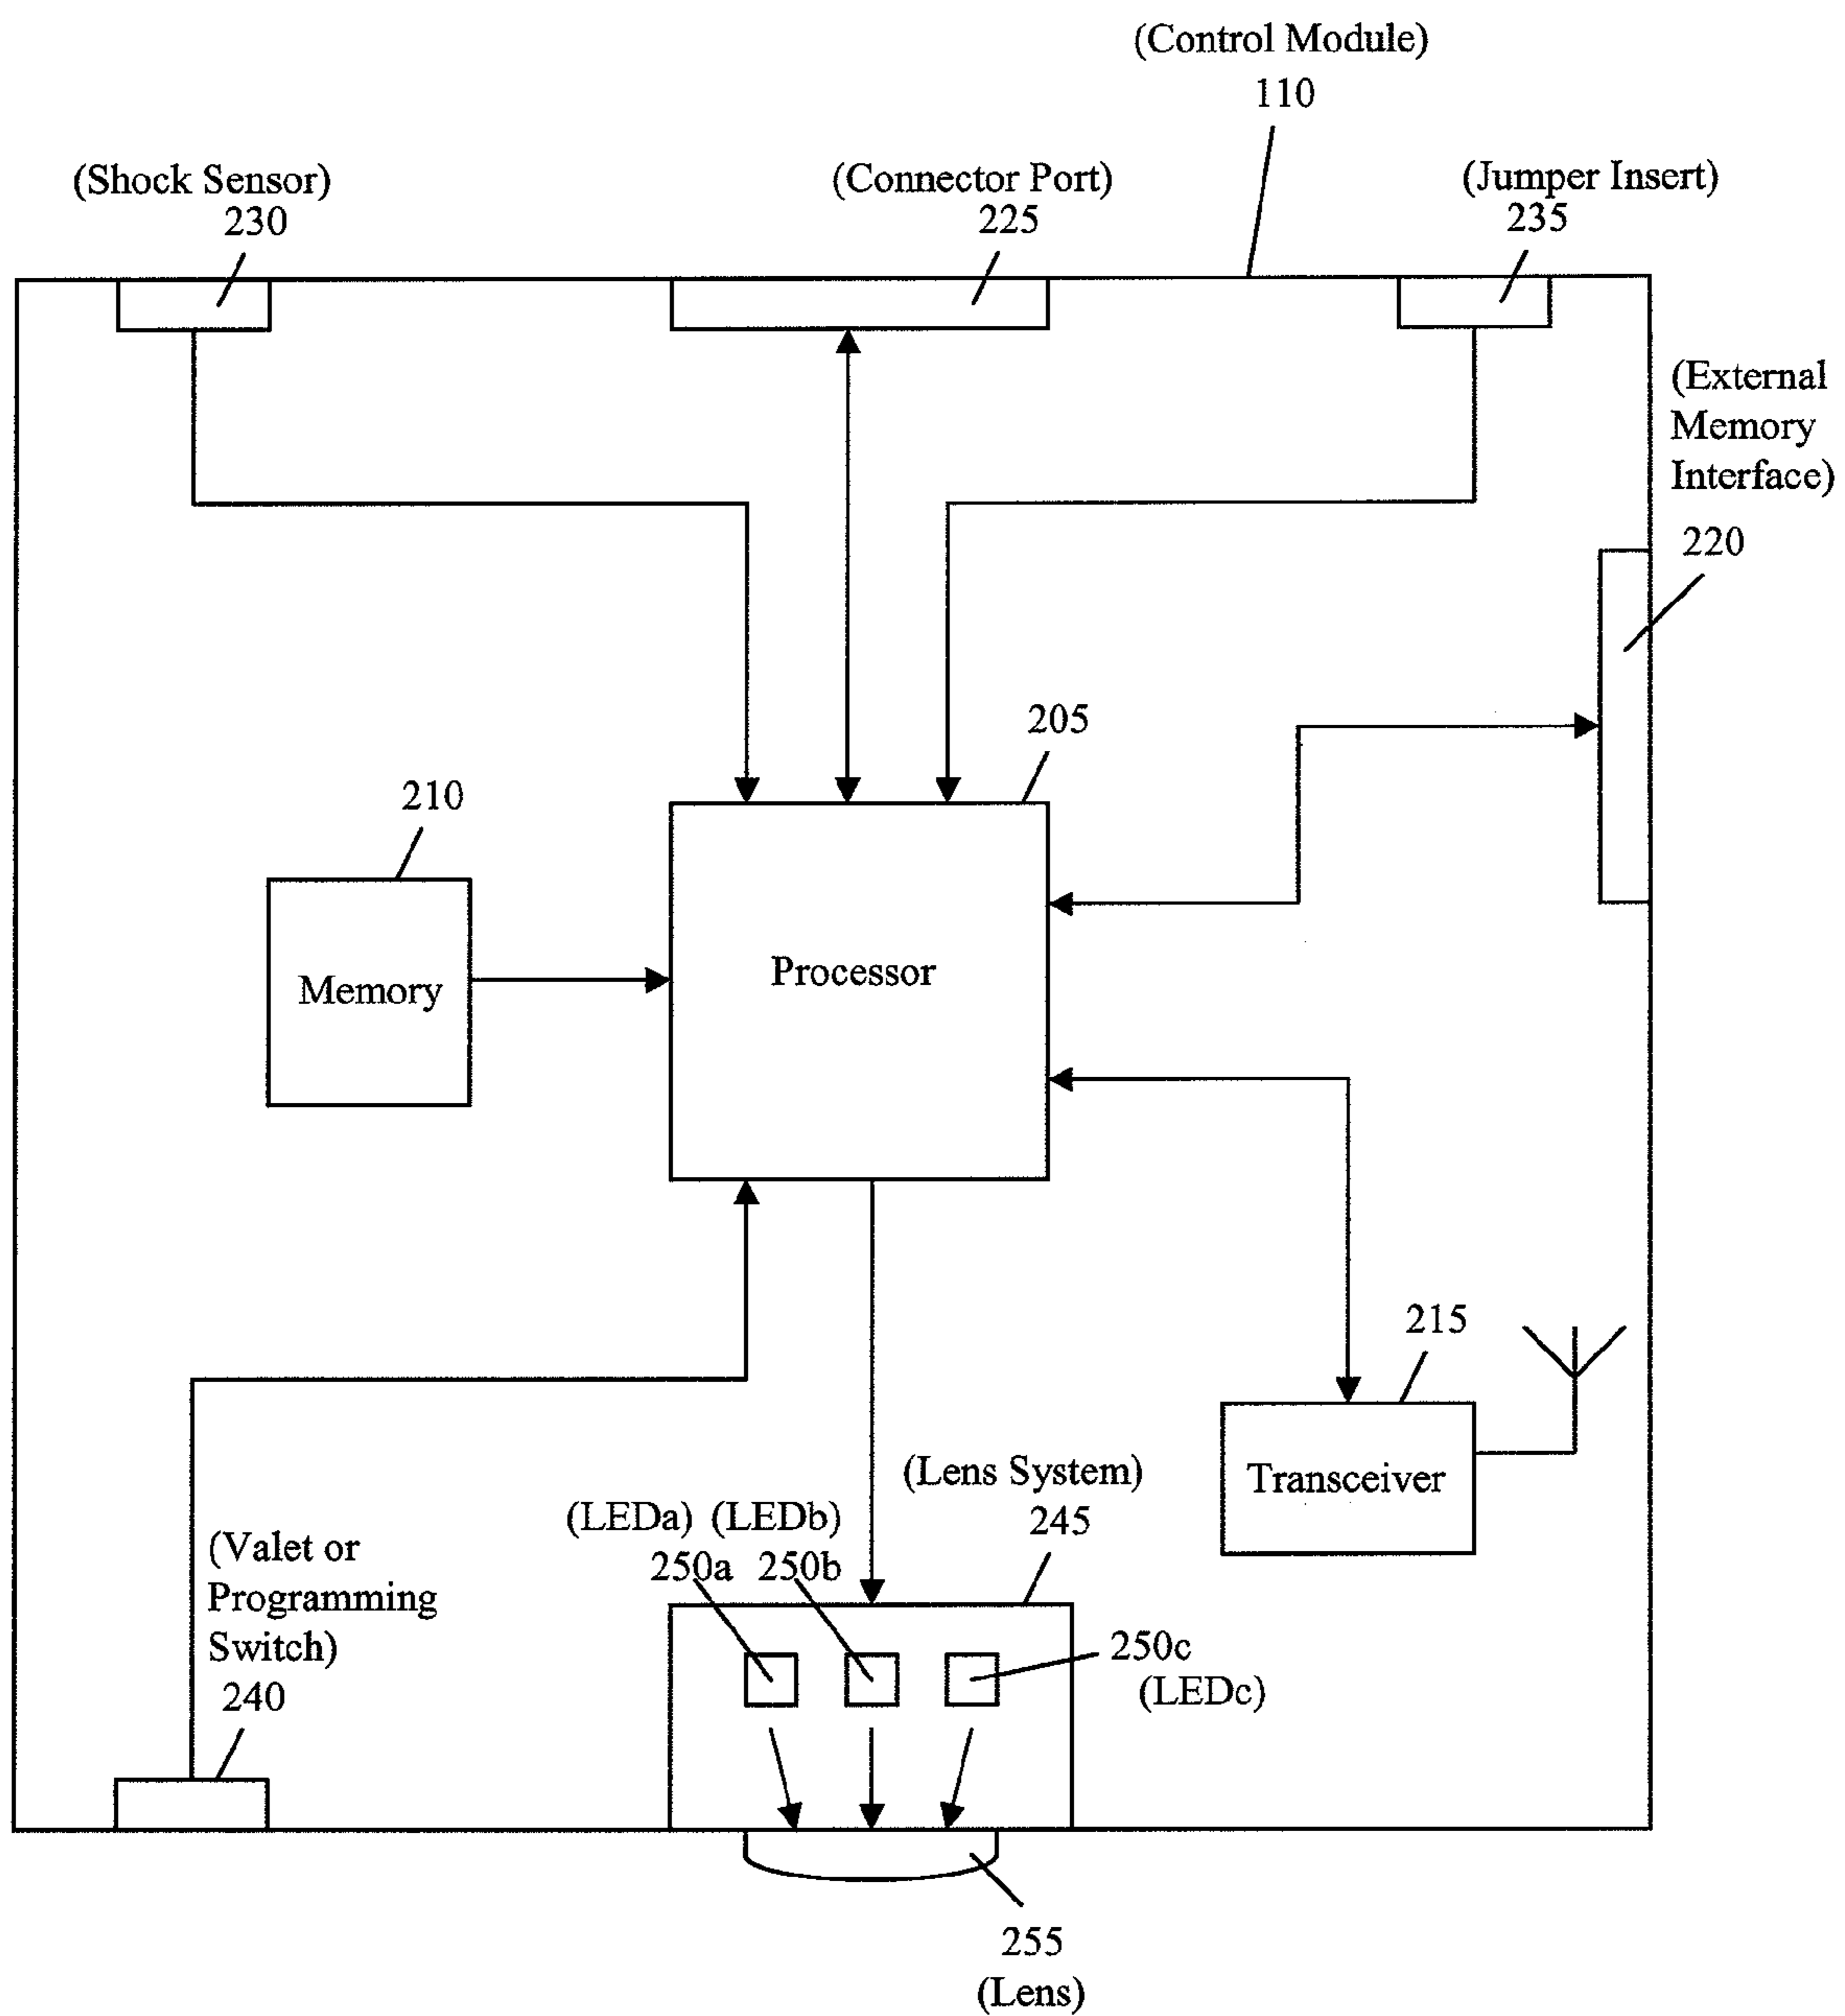 (Control Module)
110
(Shock Sensor)
230
(Connector Port)
225
(Jumper Insert)
235
(External
Memory
Interface)
220
205
210
Processor
Memory
215
Transceiver
(Lens System)
245
(LEDa) (LEDb)
250a 250b
250c
(LEDc)
(Valet or
Programming
Switch)
240
255
(Lens)